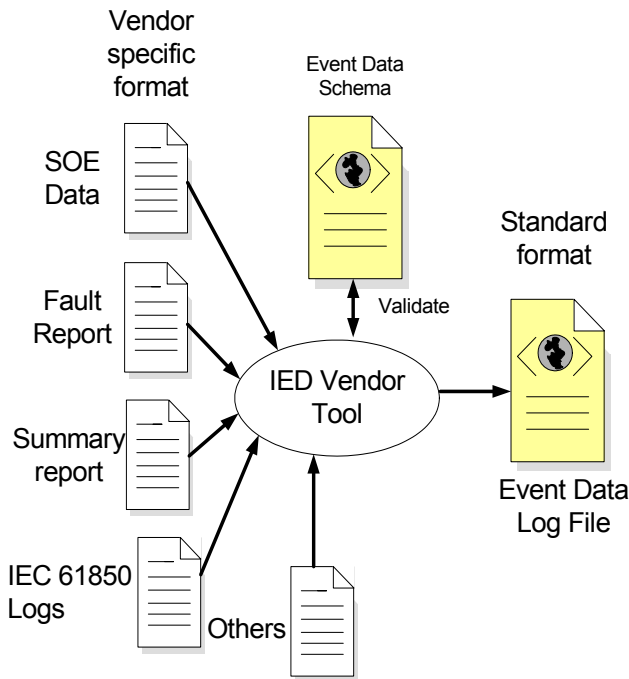 Vendor
specific
format
Event Data
Schema
SOE
Data
Standard
format
Fault
Report
Validate
IED Vendor
Tool
Summary
report
Event Data
Log File
IEC 61850
Logs
Others